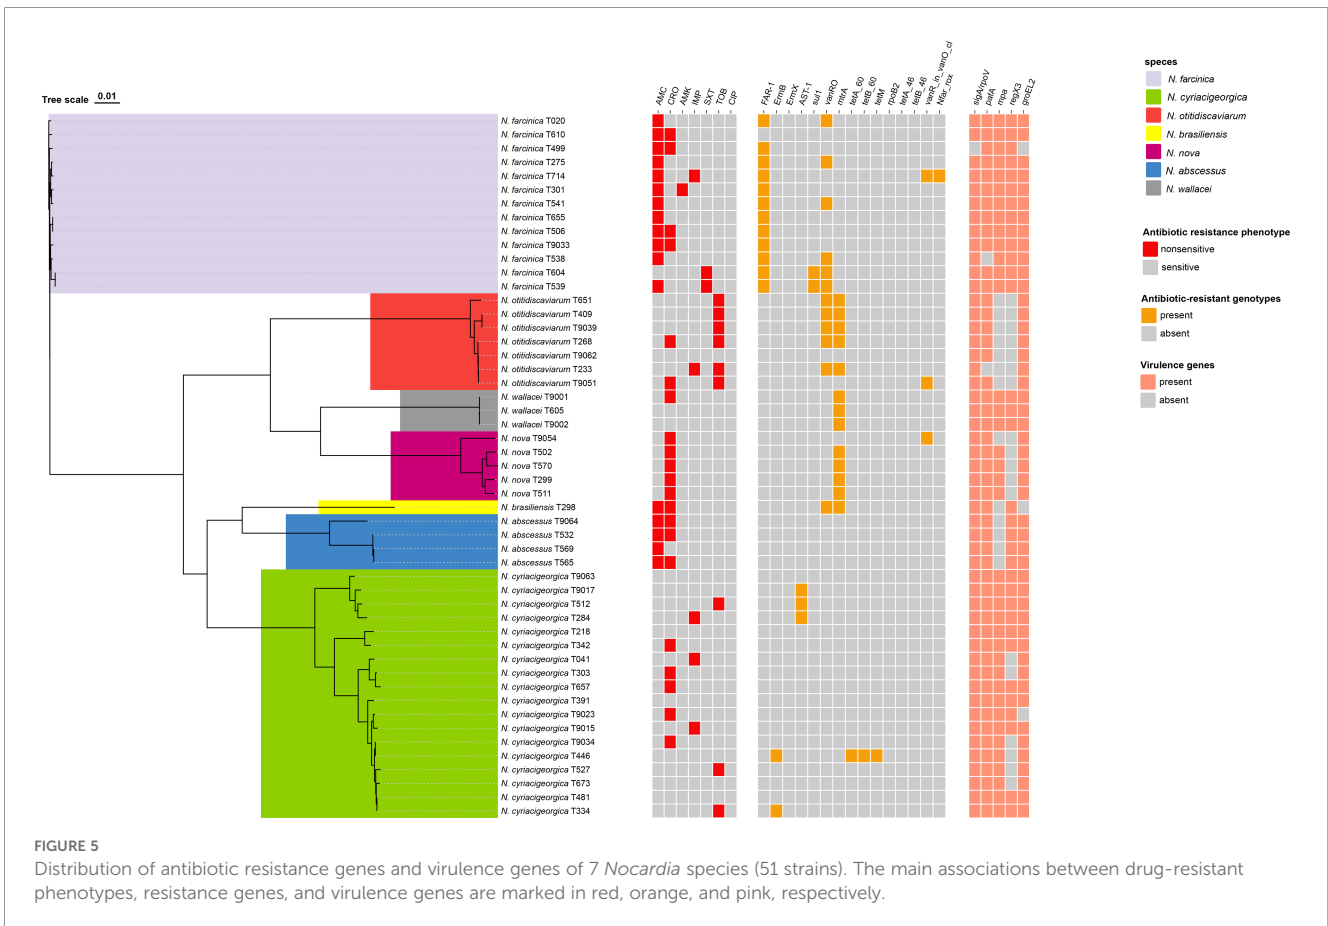 Tree scale 0.01
AMC
CRO
AMK
IMP
SXT
TOB
CIP
FAR-1
ErmB
ErmX
AST-1
sul1
vanRO
mtrA
tetA_60
tetB_60
tetM
rpoB2
tetA_46
tetB_46
vanR_in_vanO_cl
Nfar_rox
sigA/rpoV
pafA
mpa
regX3
groEL2
N. farcinica T020
N. farcinica T610
N. farcinica T499
N. farcinica T275
N. farcinica T714
N. farcinica T301
N. farcinica T541
N. farcinica T655
N. farcinica T506
N. farcinica T9033
N. farcinica T538
N. farcinica T604
N. farcinica T539
N. otitidiscaviarum T651
N. otitidiscaviarum T409
N. otitidiscaviarum T9039
N. otitidiscaviarum T268
N. otitidiscaviarum T9062
N. otitidiscaviarum T233
N. otitidiscaviarum T9051
N. wallacei T9001
N. wallacei T605
N. wallacei T9002
N. nova T9054
N. nova T502
N. nova T570
N. nova T299
N. nova T511
N. brasiliensis T298
N. abscessus T9064
N. abscessus T532
N. abscessus T569
N. abscessus T565
N. cyriacigeorgica T9063
N. cyriacigeorgica T9017
N. cyriacigeorgica T512
N. cyriacigeorgica T284
N. cyriacigeorgica T218
N. cyriacigeorgica T342
N. cyriacigeorgica T041
N. cyriacigeorgica T303
N. cyriacigeorgica T657
N. cyriacigeorgica T391
N. cyriacigeorgica T9023
N. cyriacigeorgica T9015
N. cyriacigeorgica T9034
N. cyriacigeorgica T446
N. cyriacigeorgica T527
N. cyriacigeorgica T673
N. cyriacigeorgica T481
N. cyriacigeorgica T334
speces
N. farcinica
N. cyriacigeorgica
N. otitidiscaviarum
N. brasiliensis
N. nova
N. abscessus
N. wallacei
Antibiotic resistance phenotype
nonsensitive
sensitive
Antibiotic-resistant genotypes
present
absent
Virulence genes
present
absent
FIGURE 5
Distribution of antibiotic resistance genes and virulence genes of 7 Nocardia species (51 strains). The main associations between drug-resistant
phenotypes, resistance genes, and virulence genes are marked in red, orange, and pink, respectively.